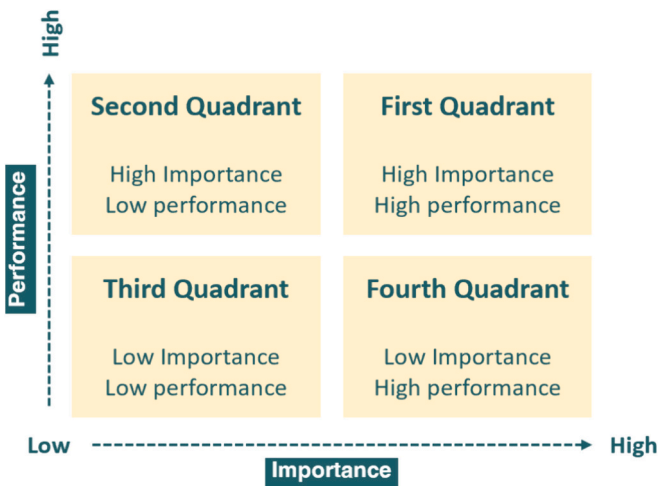 High
Performance
Second Quadrant
High Importance
Low performance
First Quadrant
High Importance
High performance
Third Quadrant
Low Importance
Low performance
Fourth Quadrant
Low Importance
High performance
Low
High
Importance